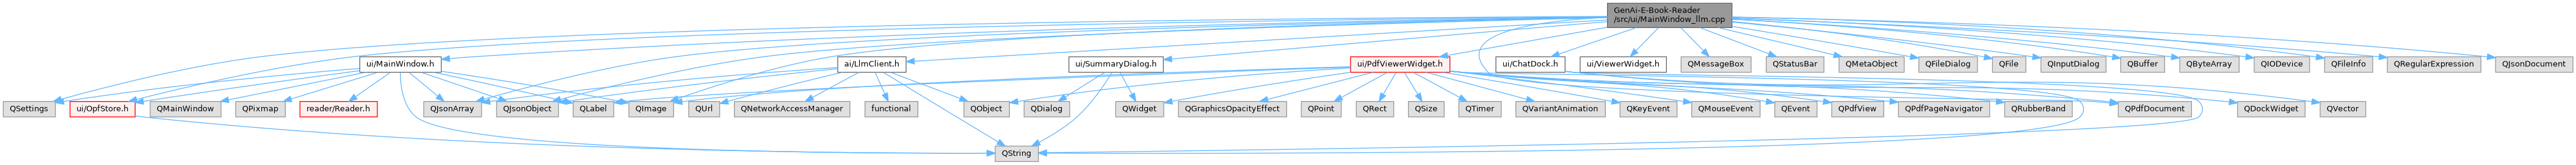 GenAi-E-Book-Reader
/src/ui/MainWindow_llm.cpp
ui/MainWindow.h
ai/LlmClient.h
ui/SummaryDialog.h
ui/PdfViewerWidget.h
ui/ChatDock.h
ui/ViewerWidget.h
QMessageBox
QStatusBar
QMetaObject
QFileDialog
QFile
QInputDialog
QBuffer
QByteArray
QIODevice
QFileInfo
QRegularExpression
QJsonDocument
QSettings
ui/OpfStore.h
QMainWindow
QPixmap
reader/Reader.h
QJsonArray
QJsonObject
QLabel
QImage
QUrl
QNetworkAccessManager
functional
QObject
QDialog
QWidget
QGraphicsOpacityEffect
QPoint
QRect
QSize
QTimer
QVariantAnimation
QKeyEvent
QMouseEvent
QEvent
QPdfView
QPdfPageNavigator
QRubberBand
QPdfDocument
QDockWidget
QVector
QString